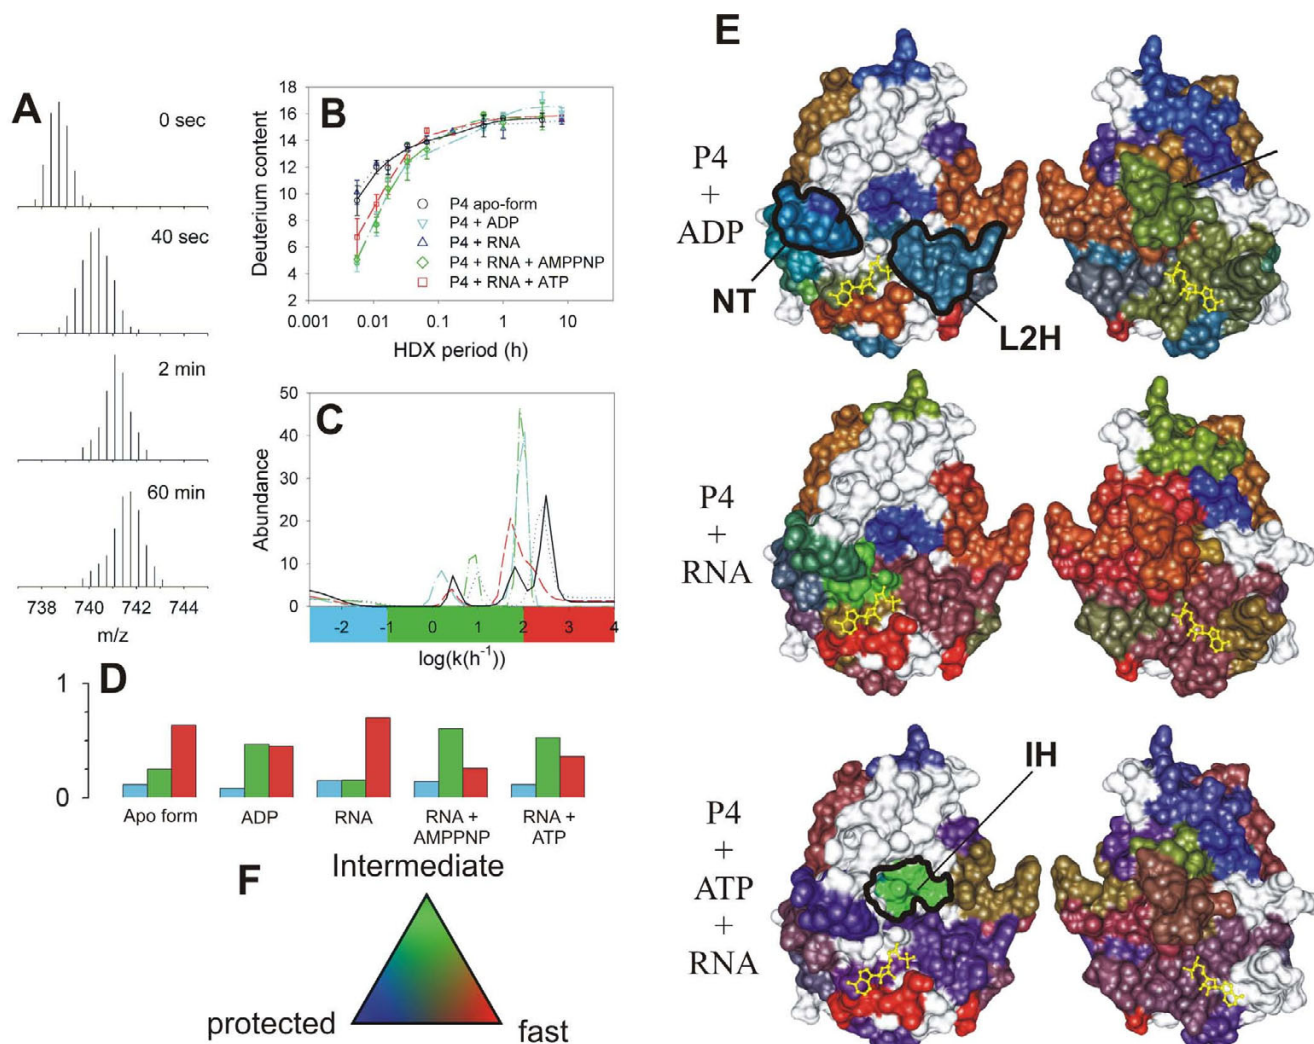 A
0 sec
40 sec
2 min
60 min
738 740 742 744
m/z
B
Deuterium content
18
16
14
12
10
8
6
4
2
P4 apo-form
P4 + ADP
P4 + RNA
P4 + RNA + AMPPNP
P4 + RNA + ATP
0.001 0.01 0.1 1 10
HDX period (h)
C
Abundance
50
40
30
20
10
0
-2 -1 0 1 2 3 4
log(k(h⁻¹))
D
1
0
Apo form
ADP
RNA
RNA +
AMPPNP
RNA +
ATP
E
P4
+
ADP
NT
L2H
P4
+
RNA
IH
P4
+
ATP
+
RNA
F
Intermediate
protected
fast